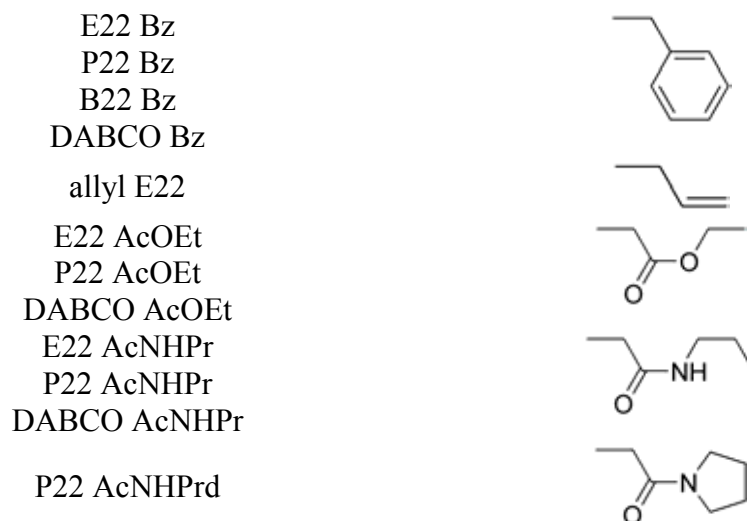 E22 Bz
P22 Bz
B22 Bz
DABCO Bz
allyl E22
E22 AcOEt
P22 AcOEt
O
O
DABCO AcOEt
E22 AcNHPr
P22 AcNHPr
NH
O
DABCO AcNHPr
P22 AcNHPrd
N
O